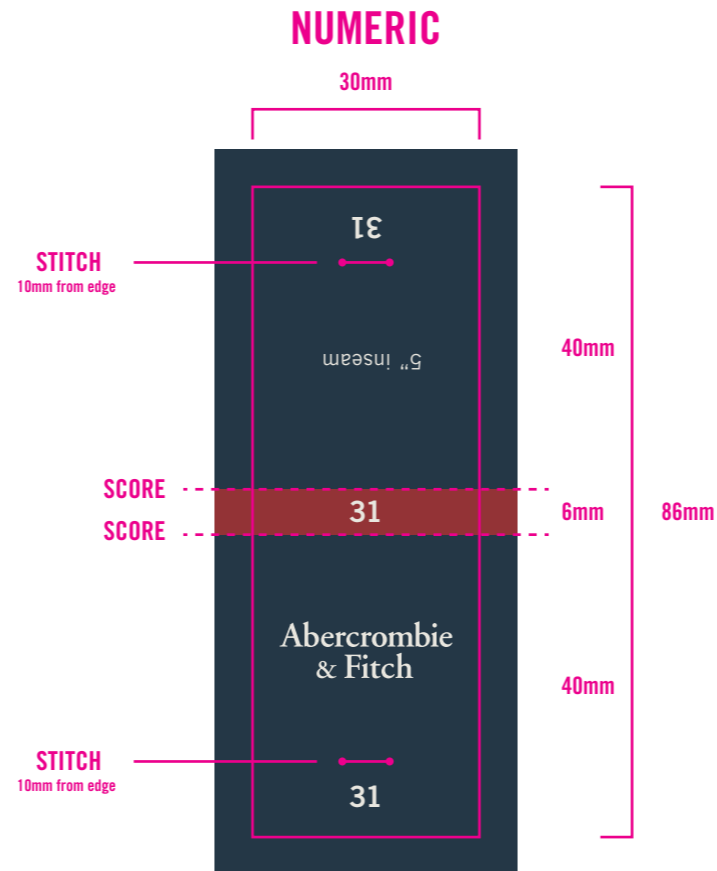 NUMERIC
30mm
31
STITCH
10mm from edge
5” inseam
40mm
SCORE
31
6mm
86mm
SCORE
Abercrombie
& Fitch
40mm
STITCH
10mm from edge
31